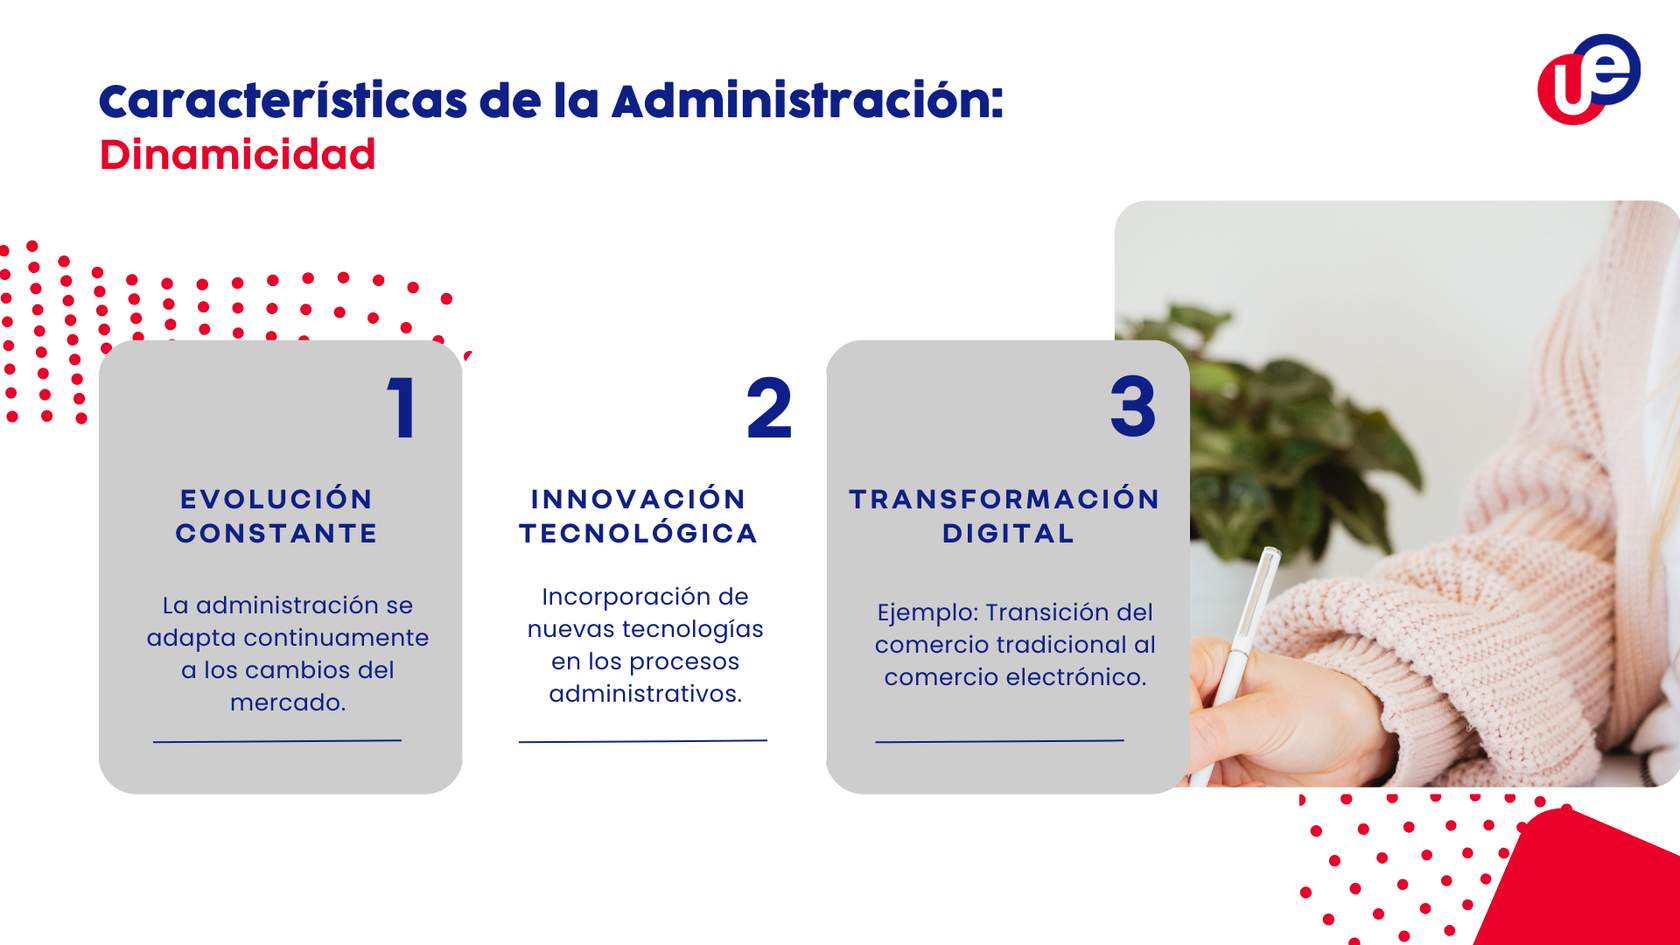 Características de la Administración:
Dinamicidad
ue
1
EVOLUCIÓN
CONSTANTE
La administración se
adapta continuamente
a los cambios del
mercado.
2
INNOVACIÓN
TECNOLÓGICA
Incorporación de
nuevas tecnologías
en los procesos
administrativos.
3
TRANSFORMACIÓN
DIGITAL
Ejemplo: Transición del
comercio tradicional al
comercio electrónico.